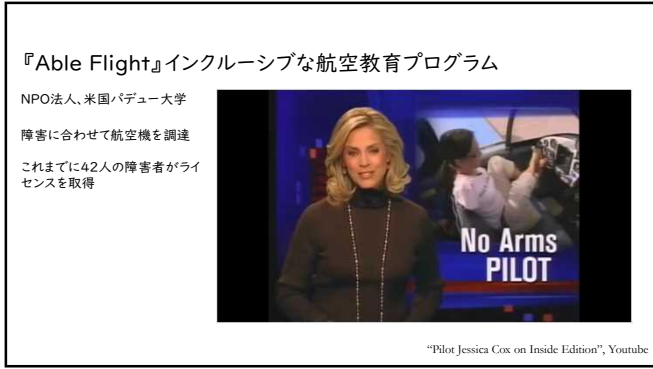 『Able Flight』インクルーシブな航空教育プログラム
NPO法人、米国パデュー大学
障害に合わせて航空機を調達
これまでに42人の障害者がライ
センスを取得
No Arms
PILOT
“Pilot Jessica Cox on Inside Edition”, Youtube